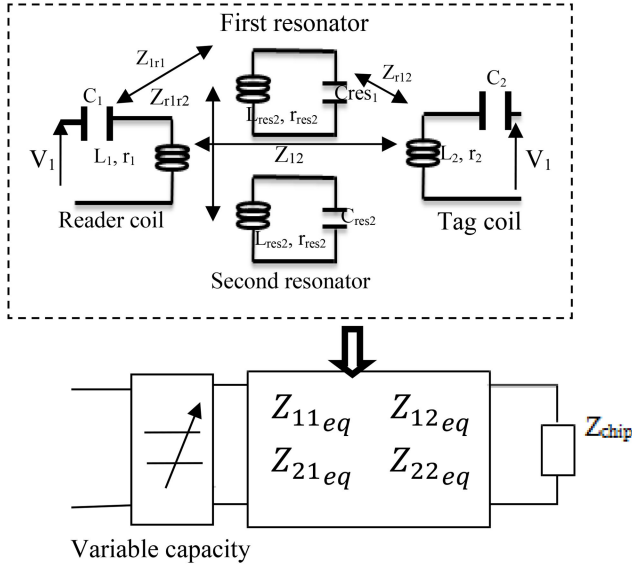 First resonator
Z1r1
Zr12
C1
Zr1r2
Cres1
C2
Lres2, rres2
V1
L1, r1
Z12
L2, r2
V1
Reader coil
Cres2
Tag coil
Lres2, rres2
Second resonator
Z11eq Z12eq
Zchip
Z21eq Z22eq
Variable capacity